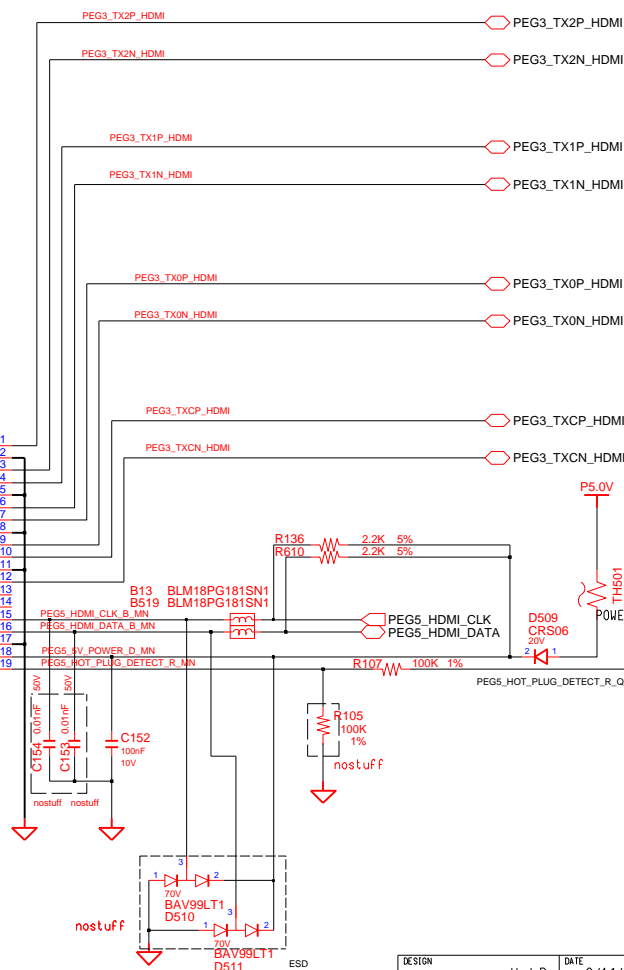 PEG3_TX2P_HDMI PEG3_TX2P_HDMI
PEG3_TX2N_HDMI PEG3_TX2N_HDMI
PEG3_TX1P_HDMI PEG3_TX1P_HDMI
PEG3_TX1N_HDMI PEG3_TX1N_HDMI
PEG3_TX0P_HDMI PEG3_TX0P_HDMI
PEG3_TX0N_HDMI PEG3_TX0N_HDMI
PEG3_TXCP_HDMI PEG3_TXCP_HDMI
PEG3_TXCN_HDMI PEG3_TXCN_HDMI
1
2
3
4
5
6
7
8
9
10
11
12
13
14
15
16
17
18
19
P5.0V
TH501
POWE
R136 2.2K 5%
R610 2.2K 5%
B13 BLM18PG181SN1
B519 BLM18PG181SN1
PEG5_HDMI_CLK_B_MN PEG5_HDMI_CLK
PEG5_HDMI_DATA_B_MN PEG5_HDMI_DATA
D509
CRS06
20V
2 1
PEG5_5V_POWER_D_MN
PEG5_HOT_PLUG_DETECT_R_MN
R107 100K 1%
PEG5_HOT_PLUG_DETECT_R_Q
C154 0.01nF 50V
C153 0.01nF 50V
nostuff nostuff
C152
100nF
10V
R105
100K
1%
nostuff
1 3 2
70V
BAV99LT1
D510
1 3 2
70V
BAV99LT1
D511
nostuff
ESD
DESIGN DATE